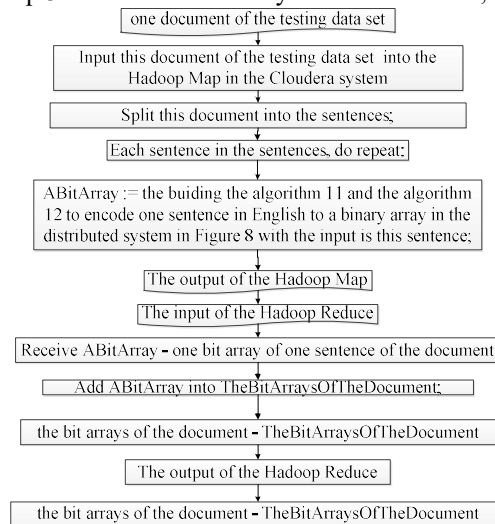 one document of the testing data set
Input this document of the testing data set into the
Hadoop Map in the Cloudera system
Split this document into the sentences;
Each sentence in the sentences, do repeat:
ABitArray := the buiding the algorithm 11 and the algorithm
12 to encode one sentence in English to a binary array in the
distributed system in Figure 8 with the input is this sentence;
The output of the Hadoop Map
The input of the Hadoop Reduce
Receive ABitArray - one bit array of one sentence of the document
Add ABitArray into TheBitArraysOfTheDocument;
the bit arrays of the document - TheBitArraysOfTheDocument
The output of the Hadoop Reduce
the bit arrays of the document - TheBitArraysOfTheDocument